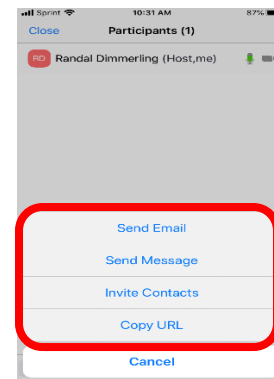 Sprint 10:31 AM 87%
Close Participants (1)
RD Randal Dimmerling (Host,me)
Send Email
Send Message
Invite Contacts
Copy URL
Cancel